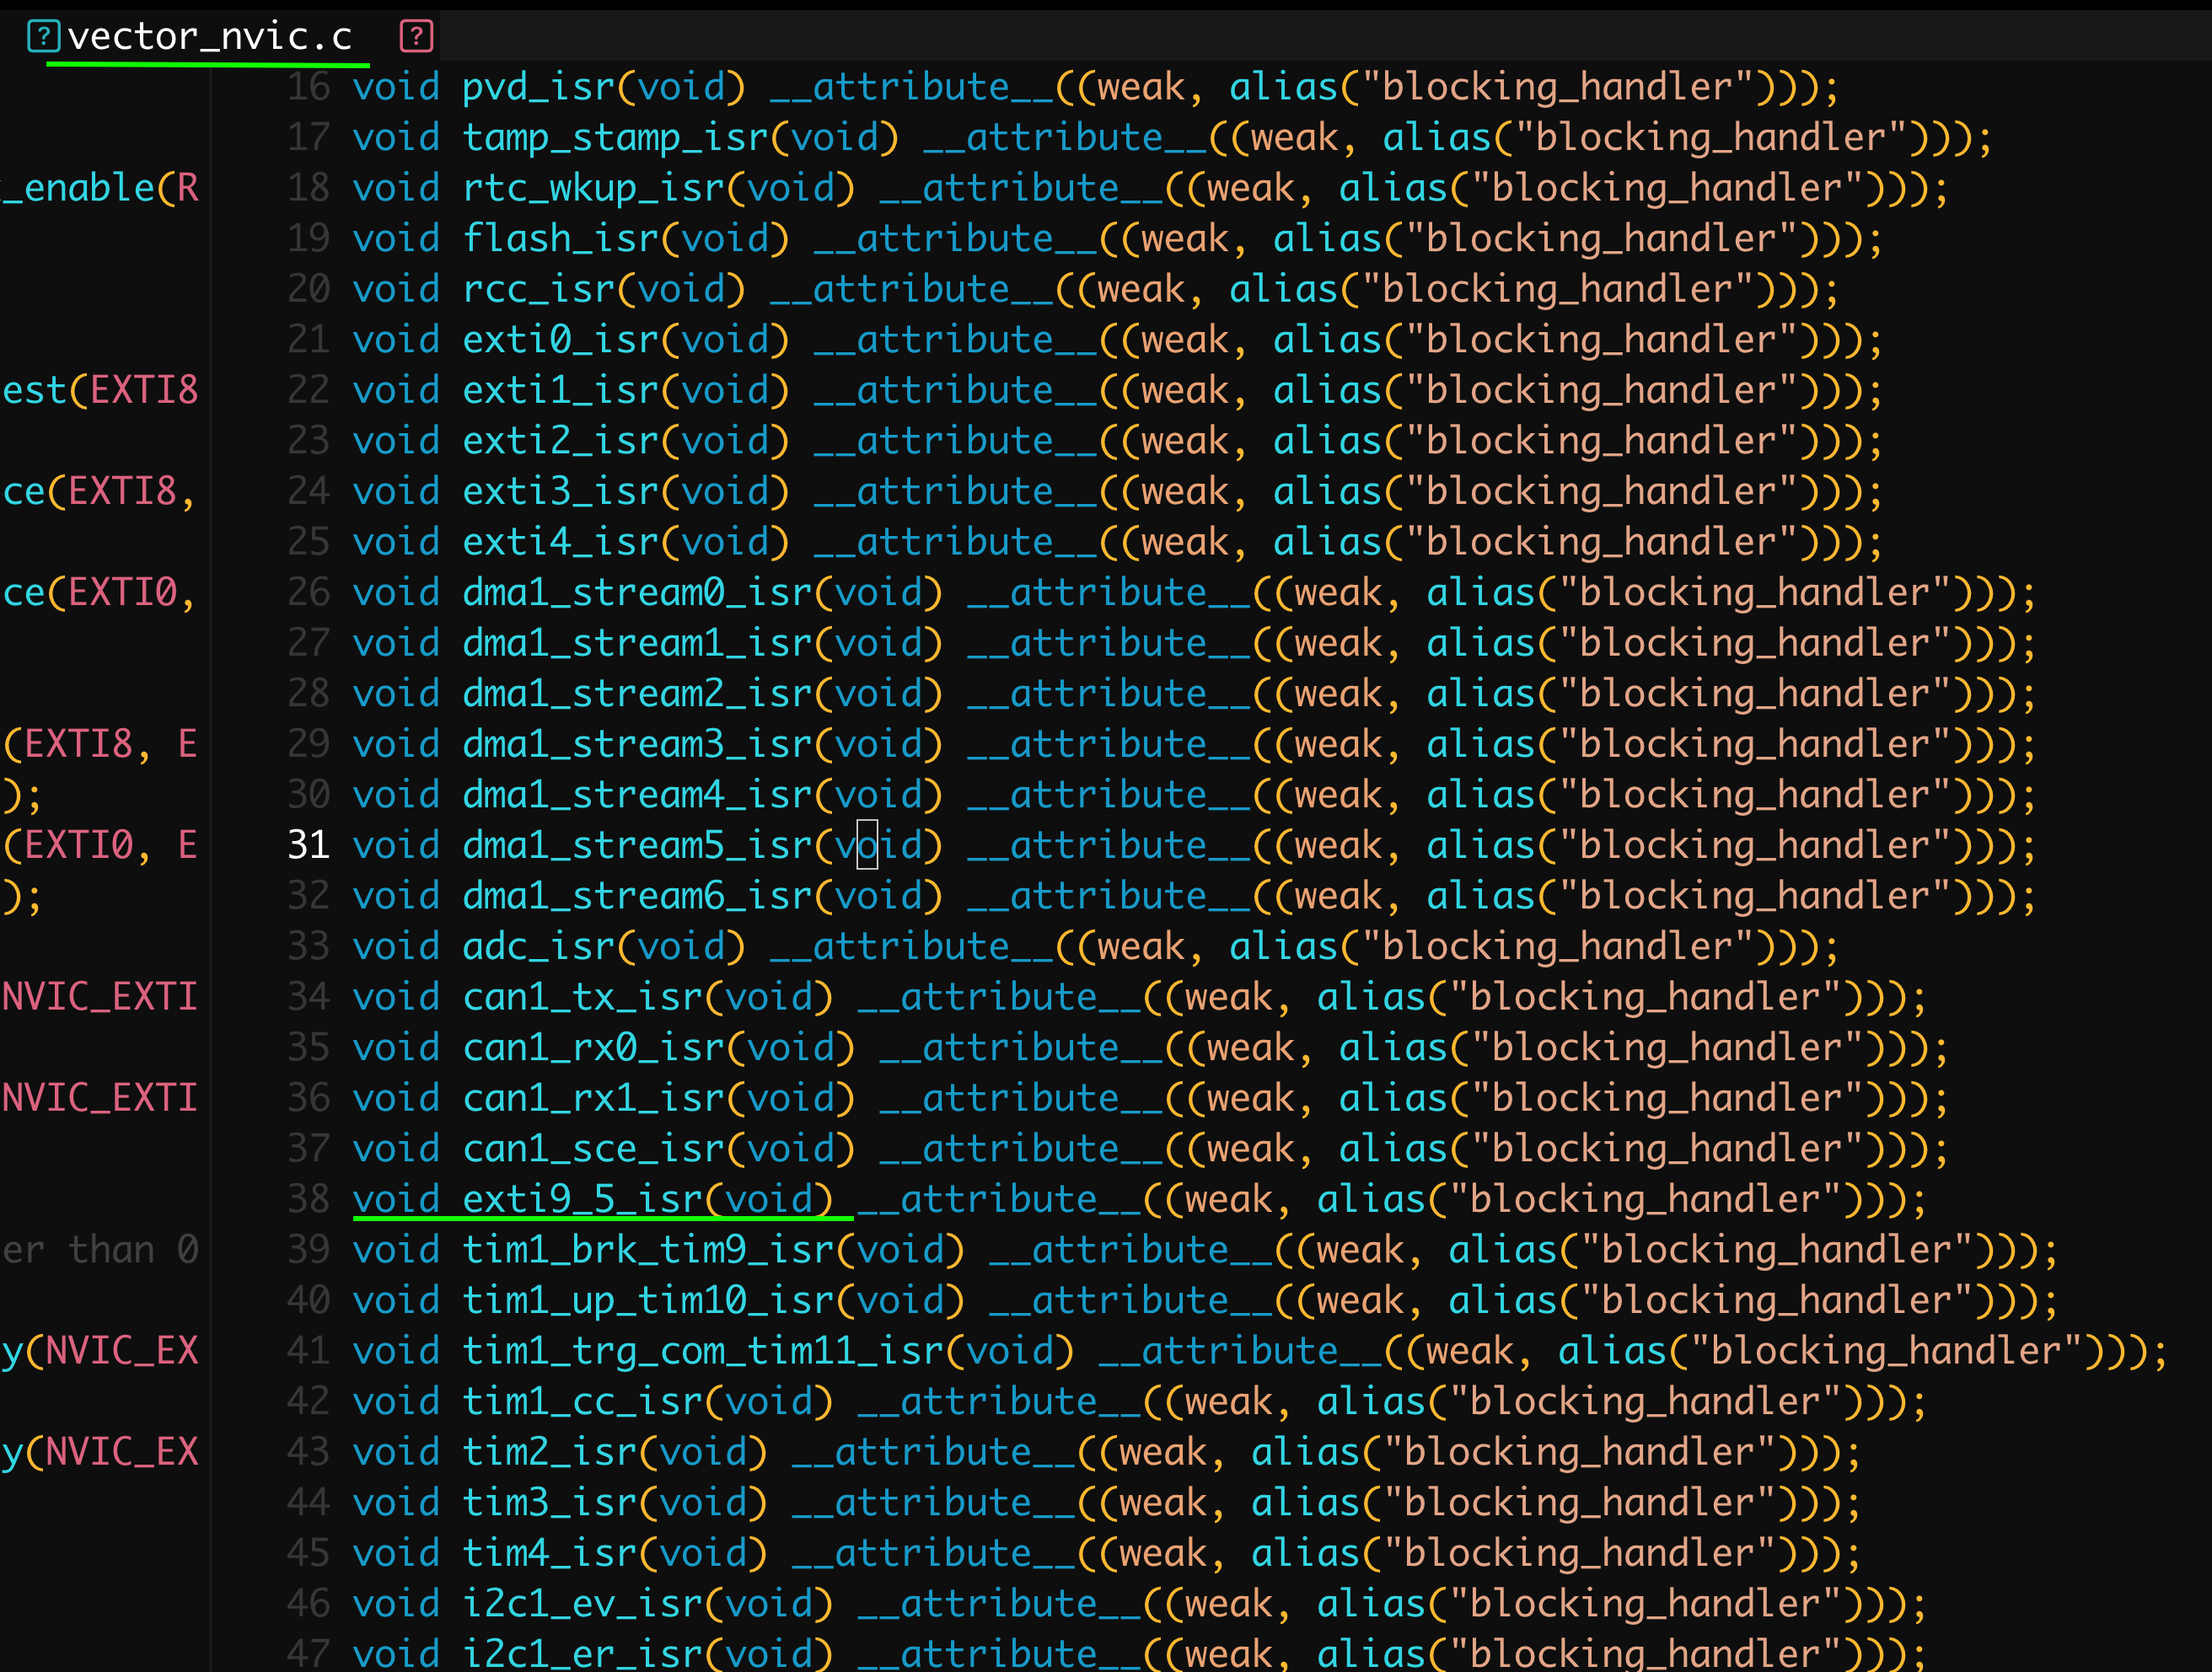 vector_nvic.c
16 void pvd_isr(void) __attribute__((weak, alias("blocking_handler")));
17 void tamp_stamp_isr(void) __attribute__((weak, alias("blocking_handler")));
_enable(R 18 void rtc_wkup_isr(void) __attribute__((weak, alias("blocking_handler")));
19 void flash_isr(void) __attribute__((weak, alias("blocking_handler")));
20 void rcc_isr(void) __attribute__((weak, alias("blocking_handler")));
21 void exti0_isr(void) __attribute__((weak, alias("blocking_handler")));
est(EXTI8 22 void exti1_isr(void) __attribute__((weak, alias("blocking_handler")));
23 void exti2_isr(void) __attribute__((weak, alias("blocking_handler")));
ce(EXTI8, 24 void exti3_isr(void) __attribute__((weak, alias("blocking_handler")));
25 void exti4_isr(void) __attribute__((weak, alias("blocking_handler")));
ce(EXTI0, 26 void dma1_stream0_isr(void) __attribute__((weak, alias("blocking_handler")));
27 void dma1_stream1_isr(void) __attribute__((weak, alias("blocking_handler")));
28 void dma1_stream2_isr(void) __attribute__((weak, alias("blocking_handler")));
(EXTI8, E 29 void dma1_stream3_isr(void) __attribute__((weak, alias("blocking_handler")));
); 30 void dma1_stream4_isr(void) __attribute__((weak, alias("blocking_handler")));
(EXTI0, E 31 void dma1_stream5_isr(void) __attribute__((weak, alias("blocking_handler")));
); 32 void dma1_stream6_isr(void) __attribute__((weak, alias("blocking_handler")));
33 void adc_isr(void) __attribute__((weak, alias("blocking_handler")));
NVIC_EXTI 34 void can1_tx_isr(void) __attribute__((weak, alias("blocking_handler")));
35 void can1_rx0_isr(void) __attribute__((weak, alias("blocking_handler")));
NVIC_EXTI 36 void can1_rx1_isr(void) __attribute__((weak, alias("blocking_handler")));
37 void can1_sce_isr(void) __attribute__((weak, alias("blocking_handler")));
38 void exti9_5_isr(void) __attribute__((weak, alias("blocking_handler")));
er than 0 39 void tim1_brk_tim9_isr(void) __attribute__((weak, alias("blocking_handler")));
40 void tim1_up_tim10_isr(void) __attribute__((weak, alias("blocking_handler")));
y(NVIC_EX 41 void tim1_trg_com_tim11_isr(void) __attribute__((weak, alias("blocking_handler")));
42 void tim1_cc_isr(void) __attribute__((weak, alias("blocking_handler")));
y(NVIC_EX 43 void tim2_isr(void) __attribute__((weak, alias("blocking_handler")));
44 void tim3_isr(void) __attribute__((weak, alias("blocking_handler")));
45 void tim4_isr(void) __attribute__((weak, alias("blocking_handler")));
46 void i2c1_ev_isr(void) __attribute__((weak, alias("blocking_handler")));
47 void i2c1_er_isr(void) __attribute__((weak, alias("blocking_handler")));